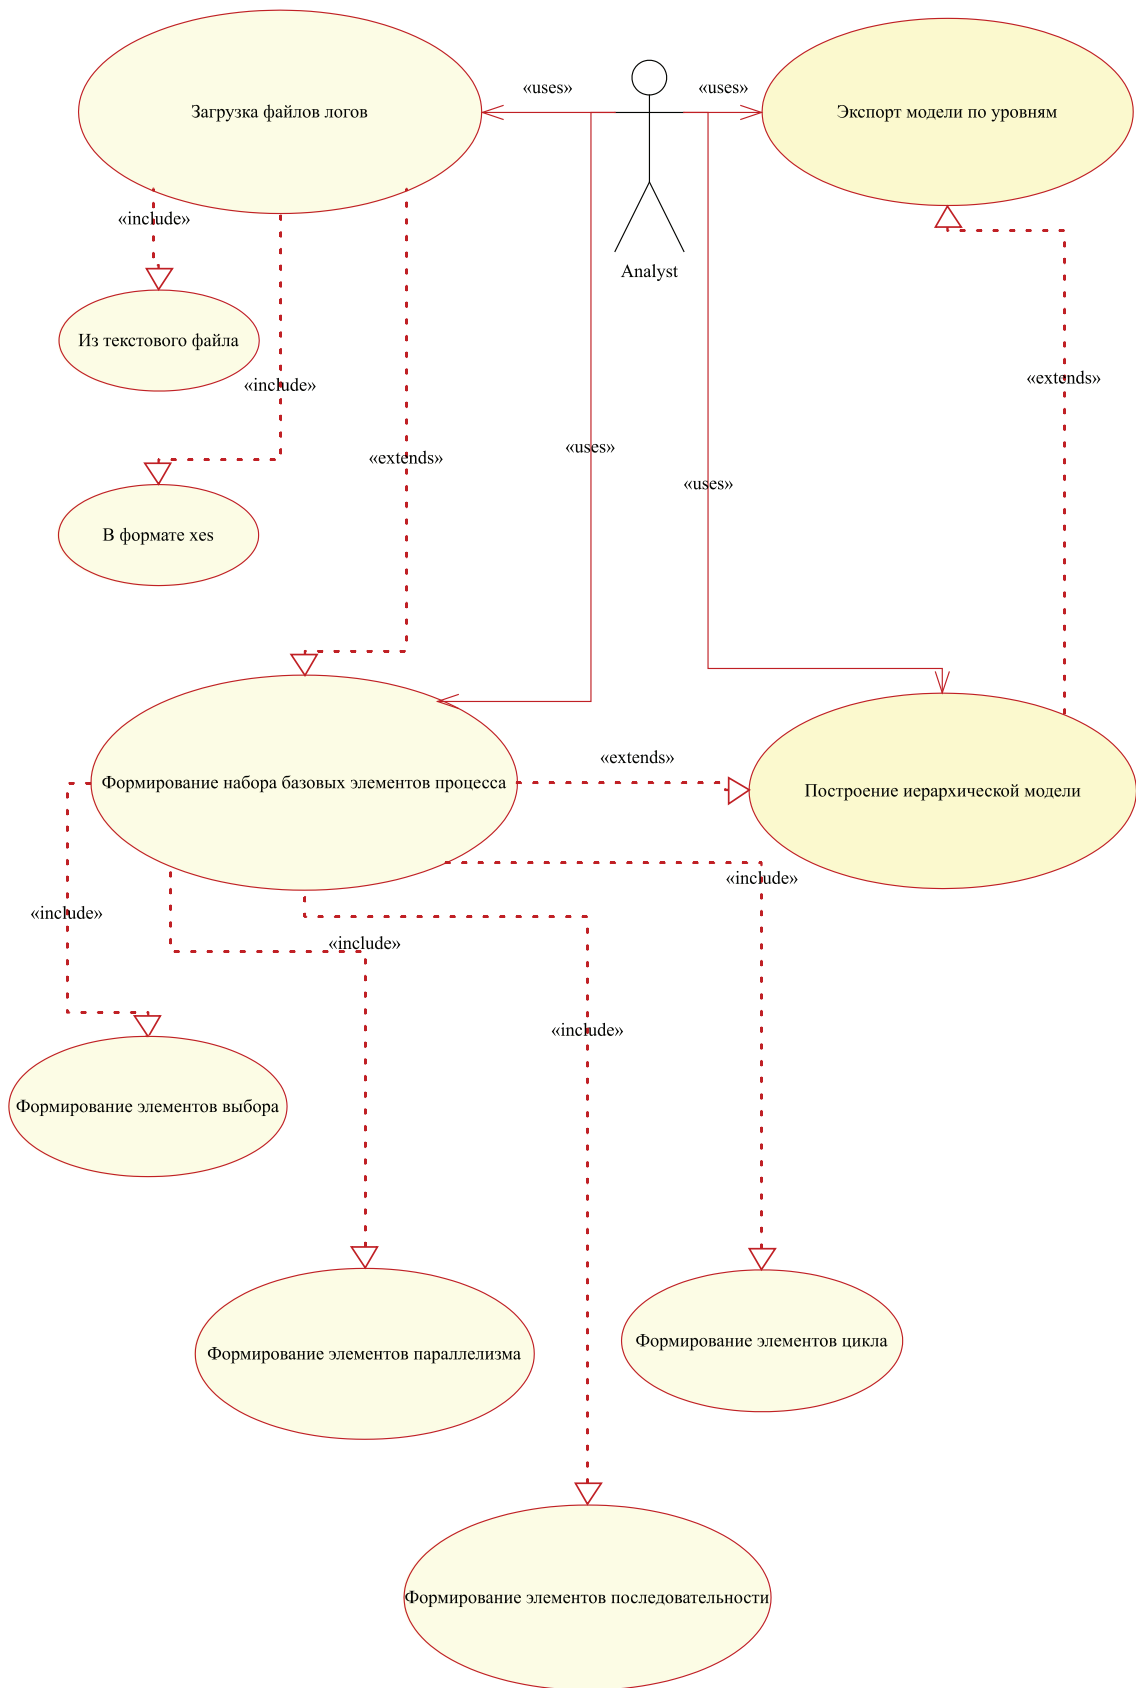 «uses»
«uses»
Загрузка файлов логов
Экспорт модели по уровням
«include»
Analyst
Из текстового файла
«include»
«extends»
«uses»
«extends»
«uses»
В формате xes
«extends»
Формирование набора базовых элементов процесса
Построение иерархической модели
«include»
«include»
«include»
«include»
Формирование элементов выбора
Формирование элементов цикла
Формирование элементов параллелизма
Формирование элементов последовательности